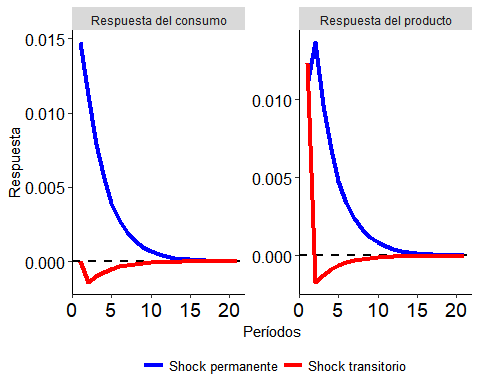 Respuesta del consumo
Respuesta del producto
0.015
0.010
0.005
0.000
0.010
0.005
0.000
Respuesta
0 5 10 15 20
0 5 10 15 20
Períodos
Shock permanente Shock transitorio